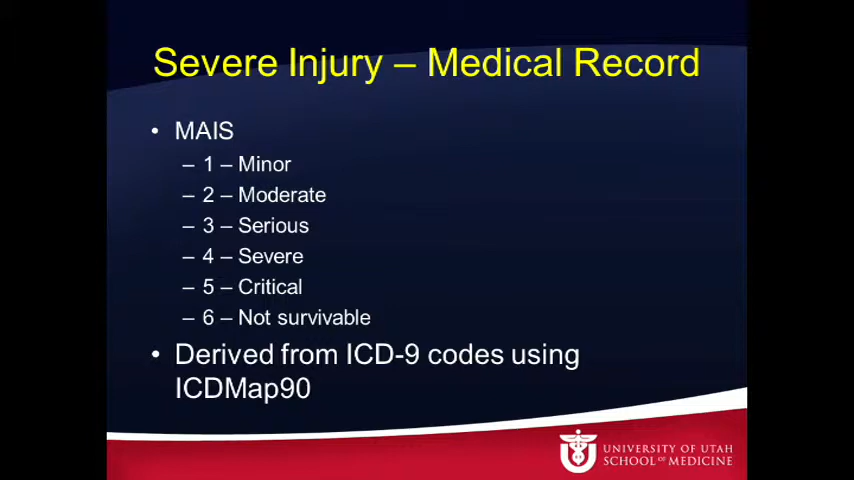 Severe Injury – Medical Record
• MAIS
– 1 – Minor
– 2 – Moderate
– 3 – Serious
– 4 – Severe
– 5 – Critical
– 6 – Not survivable
• Derived from ICD-9 codes using
ICDMap90
UNIVERSITY OF UTAH
SCHOOL OF MEDICINE